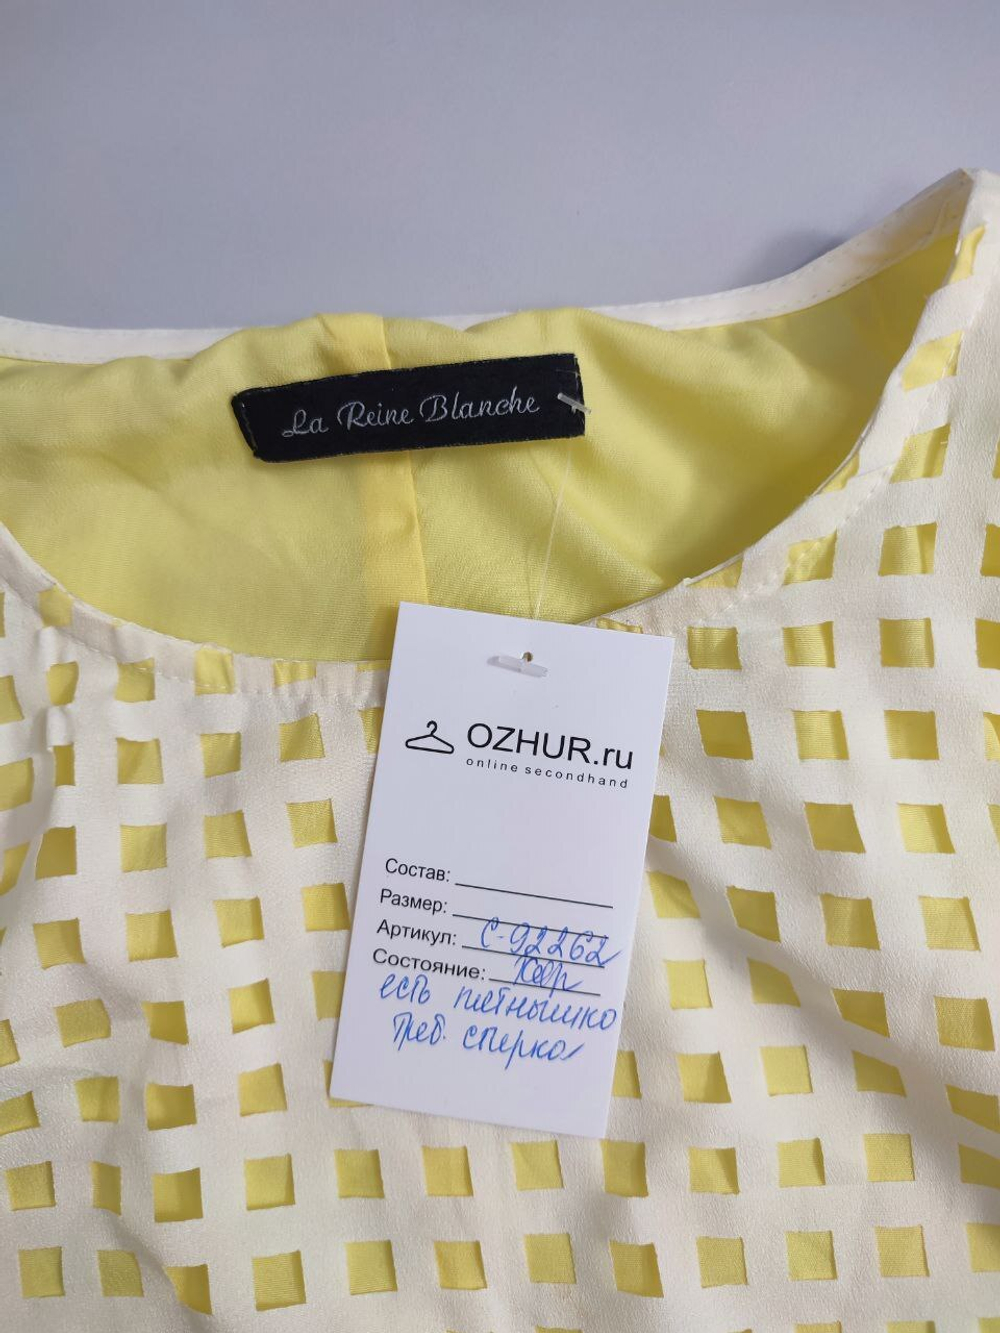 La Reine Blanche
OZHUR.ru
online secondhand
Состав:
Размер:
Артикул: С-92262
Состояние: Хор
есть пятнышко
Треб. стирка